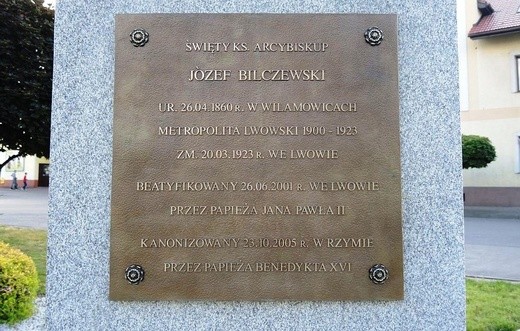 ŚWIĘTY KS. ARCYBISKUP
JÒZEF BILCZEWSKI
UR. 26.04.1860 R. W WILAMOWICACH
METROPOLITA LWOWSKI 1900 - 1923
ZM. 20.03.1923 R. WE LWOWIE
BEATYFIKOWANY 26.06.2001 R. WE LWOWIE
PRZEZ PAPIEŻA JANA PAWŁA II
KANONIZOWANY 23.10.2005 R. W RZYMIE
PRZEZ PAPIEŻA BENEDYKTA XVI